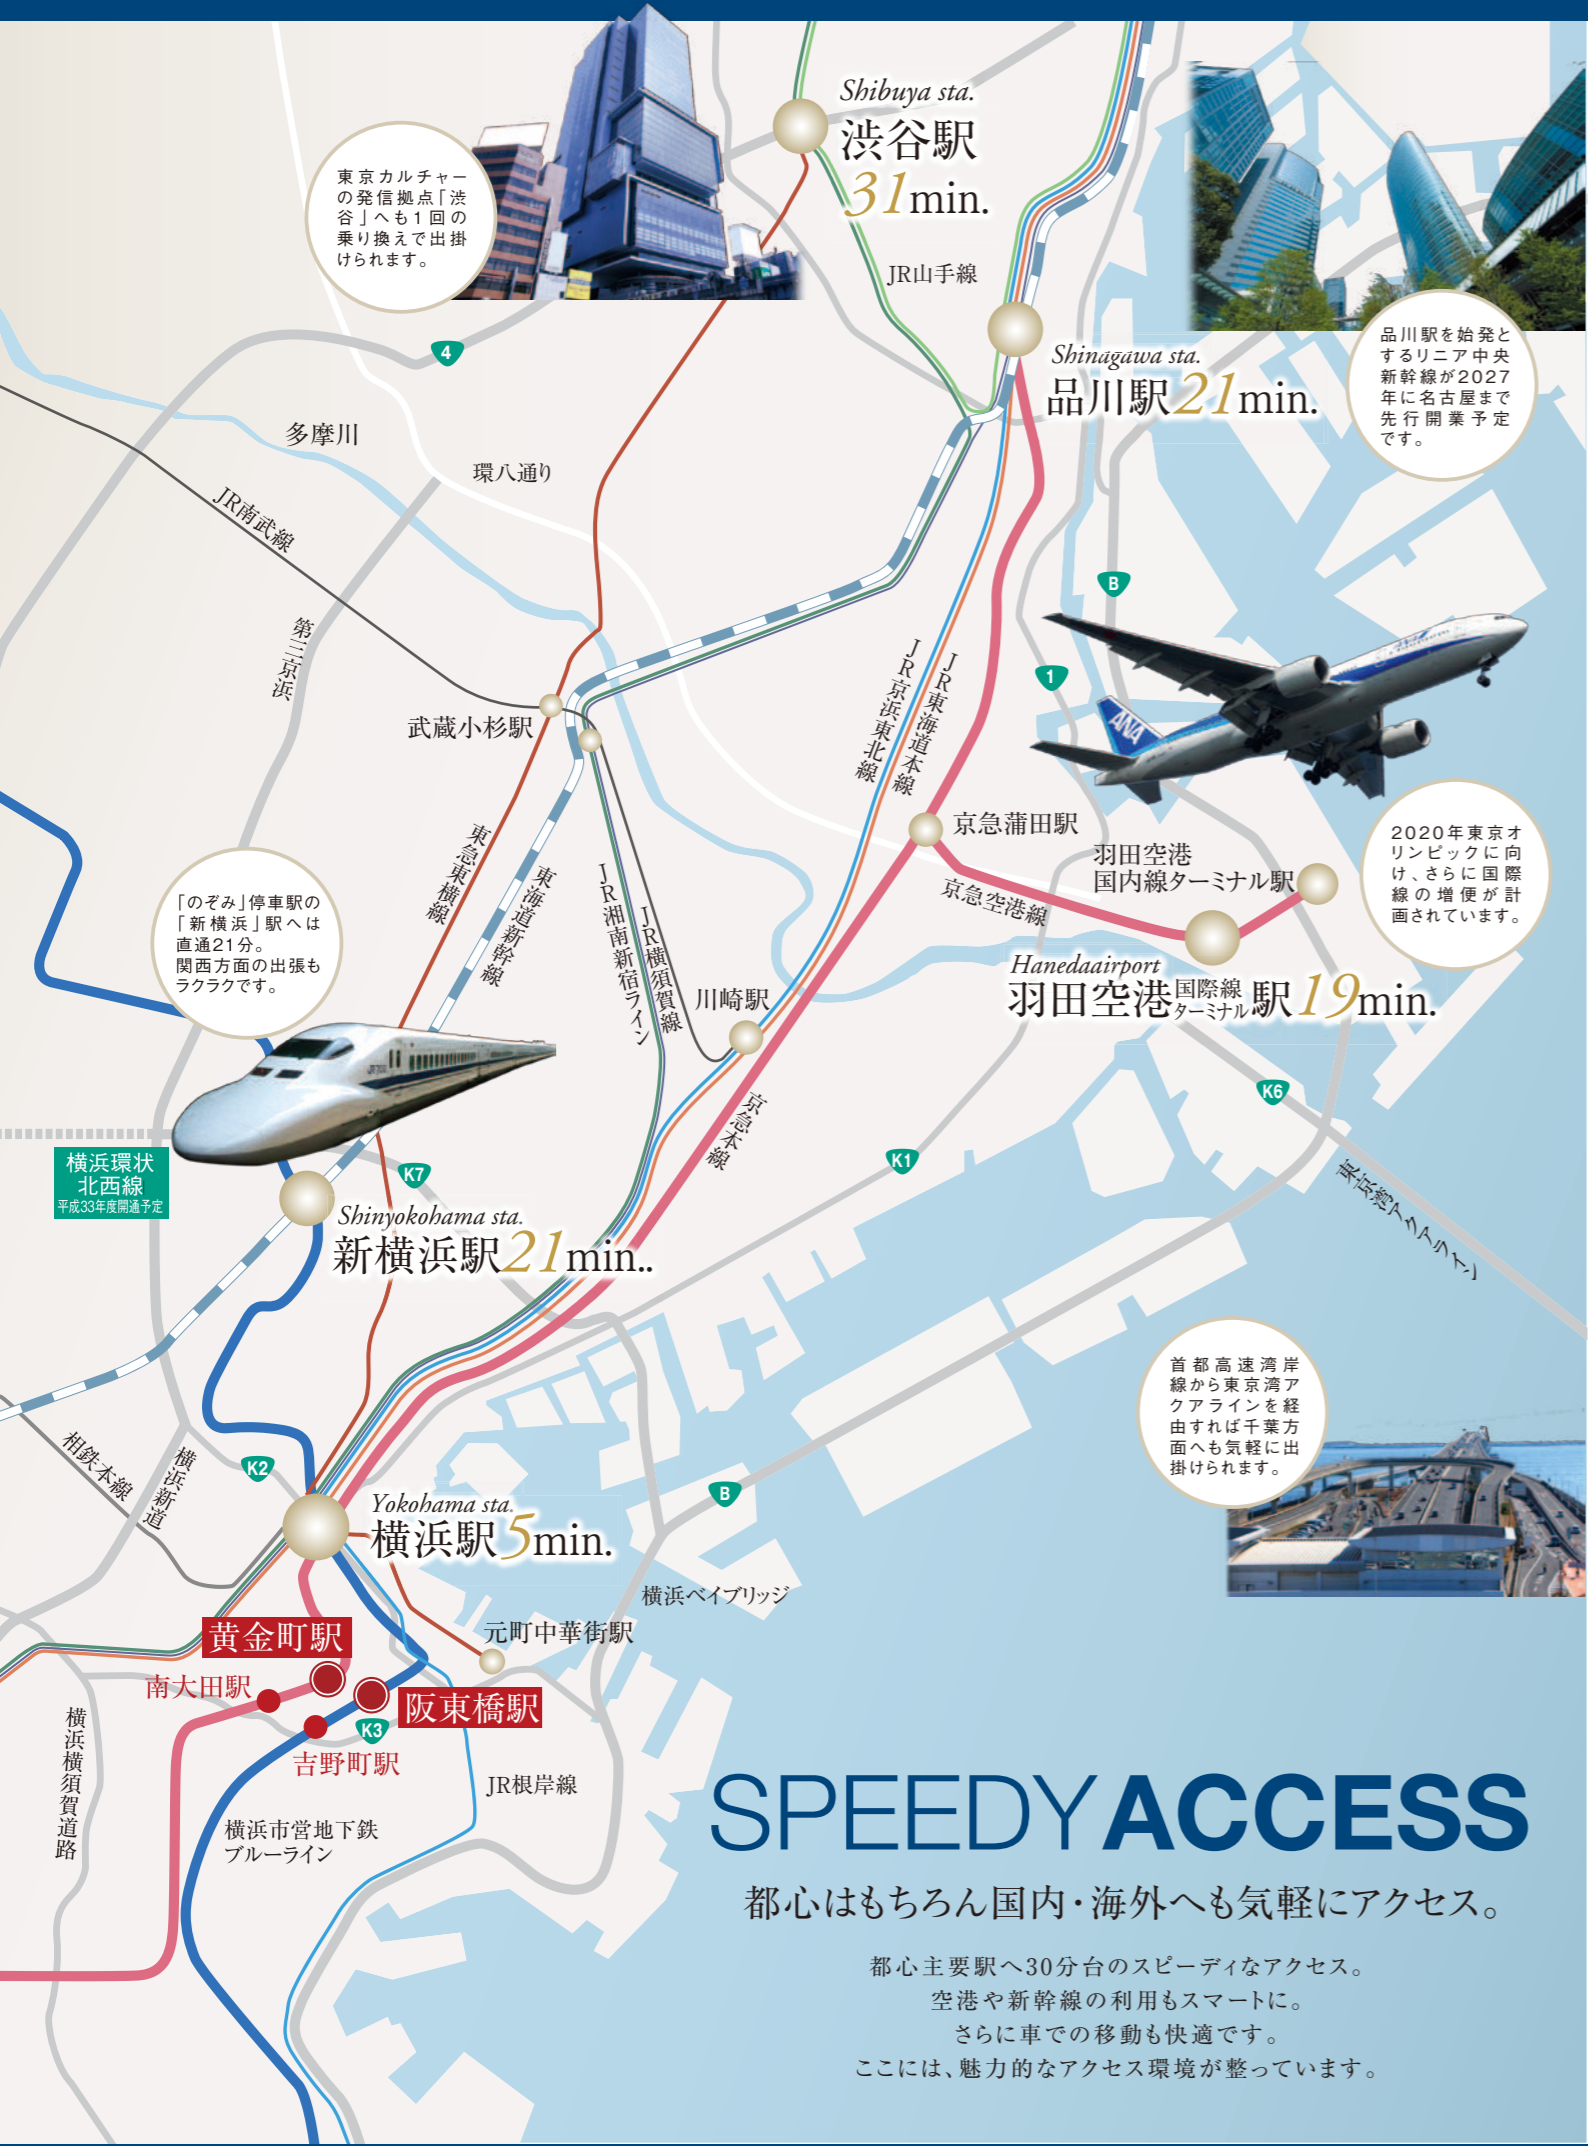 Shibuya sta.
渋谷駅
31min.
東京カルチャー
の発信拠点「渋
谷」へも1回の
乗り換えで出掛
けられます。
JR山手線
Shinagawa sta.
品川駅21min.
品川駅を始発と
するリニア中央
新幹線が2027
年に名古屋まで
先行開業予定
です。
4
多摩川
環八通り
JR南武線
第三京浜
B
1
ANA
JR京浜東北線
JR東海道本線
武蔵小杉駅
京急蒲田駅
羽田空港
国内線ターミナル駅
京急空港線
2020年東京オ
リンピックに向
け、さらに国際
線の増便が計
画されています。
Hanedaairport
羽田空港国際線ターミナル駅19min.
東急東横線
東海道新幹線
JR湘南新宿ライン
JR横須賀線
川崎駅
「のぞみ」停車駅の
「新横浜」駅へは
直通21分。
関西方面の出張も
ラクラクです。
京急本線
K6
K1
東京湾アクアライン
横浜環状
北西線
平成33年度開通予定
K7
Shinyokohama sta.
新横浜駅21min..
首都高速湾岸
線から東京湾ア
クアラインを経
由すれば千葉方
面へも気軽に出
掛けられます。
相鉄本線
横浜新道
K2
B
Yokohama sta.
横浜駅5min.
横浜ベイブリッジ
元町中華街駅
黄金町駅
南大田駅
阪東橋駅
K3
吉野町駅
横浜横須賀道路
JR根岸線
横浜市営地下鉄
ブルーライン
SPEEDYACCESS
都心はもちろん国内・海外へも気軽にアクセス。
都心主要駅へ30分台のスピーディなアクセス。
空港や新幹線の利用もスマートに。
さらに車での移動も快適です。
ここには、魅力的なアクセス環境が整っています。